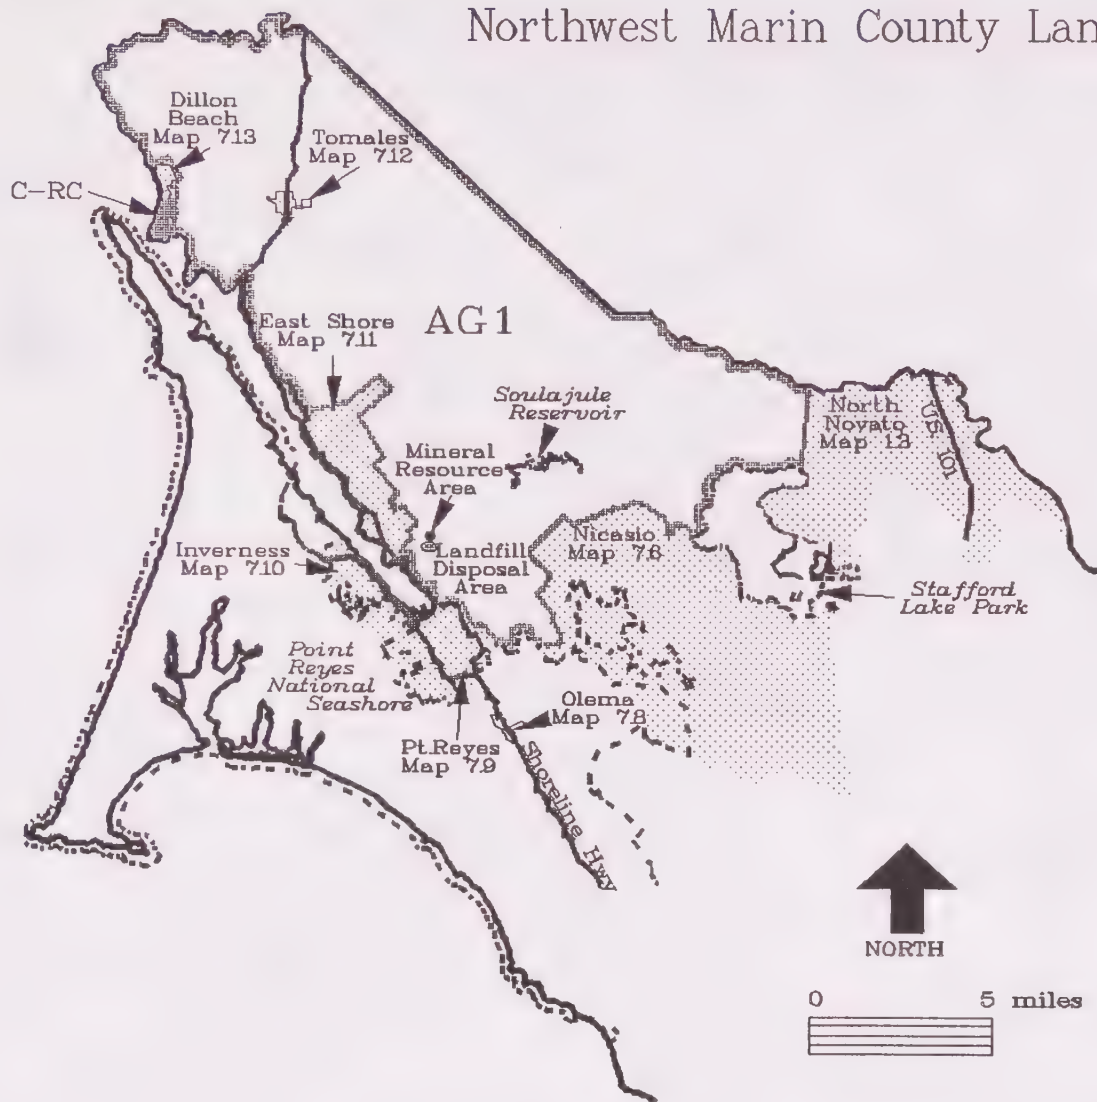 Northwest Marin County Lan
Dillon
Beach
Map 7.13
Tomales
Map 7.12
C-RC
East Shore
Map 7.11
AG1
Soulajule
Reservoir
North
Novato
Map 1.3
U.S. 101
Mineral
Resource
Area
Inverness
Map 7.10
Landfill
Disposal
Area
Nicasio
Map 7.6
Stafford
Lake Park
Point
Reyes
National
Seashore
Olema
Map 7.8
Pt.Reyes
Map 7.9
Shoreline Hwy
NORTH
0 5 miles